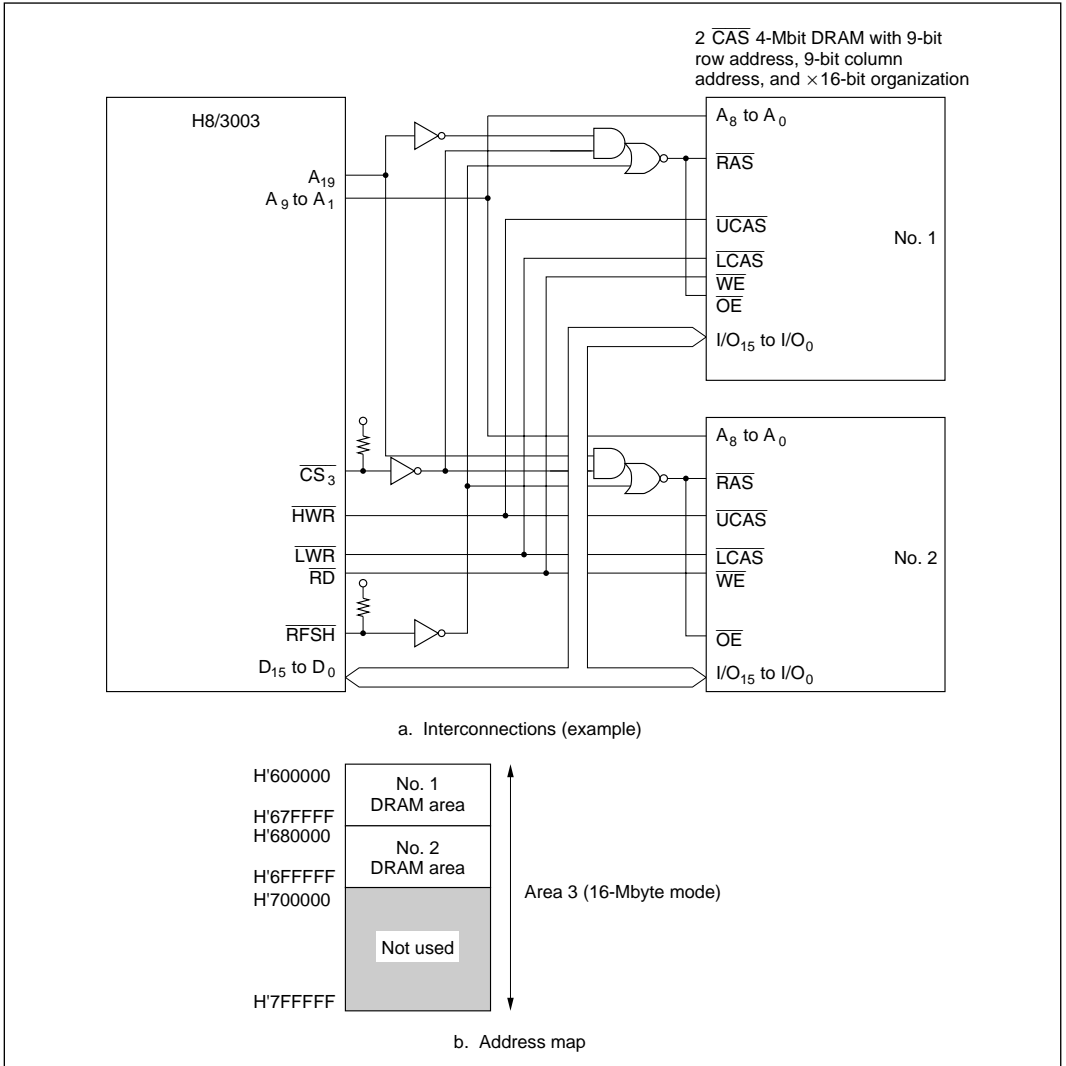 2 CAS 4-Mbit DRAM with 9-bit
row address, 9-bit column
address, and ×16-bit organization
H8/3003
A19
A9 to A1
CS3
HWR
LWR
RD
RFSH
D15 to D0
A8 to A0
RAS
UCAS
No. 1
LCAS
WE
OE
I/O15 to I/O0
A8 to A0
RAS
UCAS
LCAS
No. 2
WE
OE
I/O15 to I/O0
a. Interconnections (example)
H'600000
No. 1
DRAM area
H'67FFFF
H'680000
No. 2
DRAM area
H'6FFFFF
H'700000
Area 3 (16-Mbyte mode)
Not used
H'7FFFFF
b. Address map